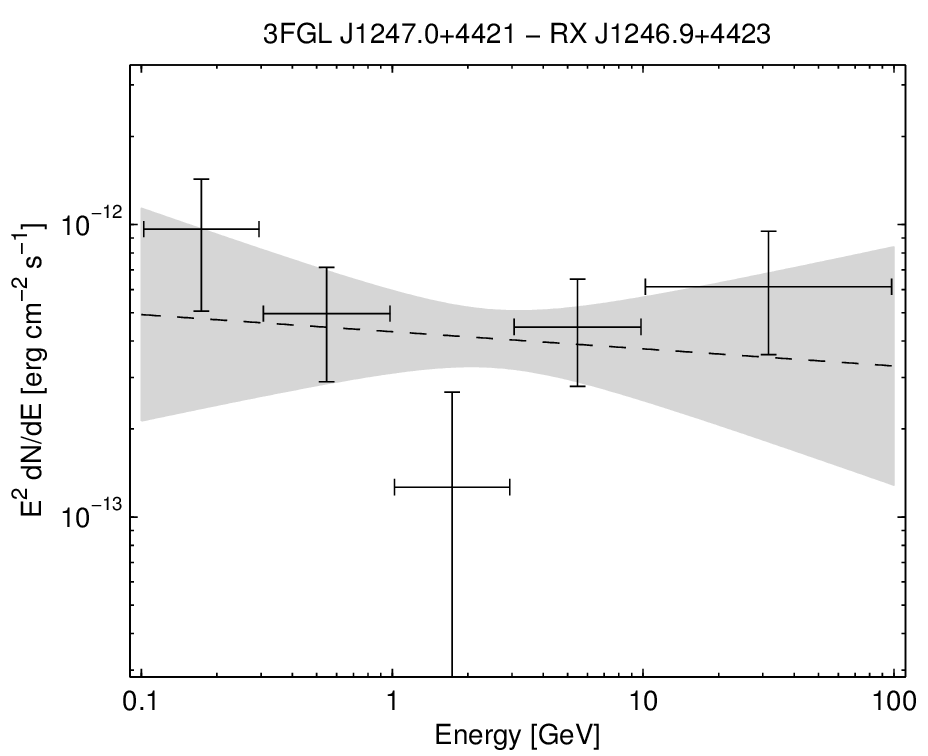 3FGL J1247.0+4421 − RX J1246.9+4423
E² dN/dE [erg cm⁻² s⁻¹]
10⁻¹²
10⁻¹³
0.1 1 10 100
Energy [GeV]